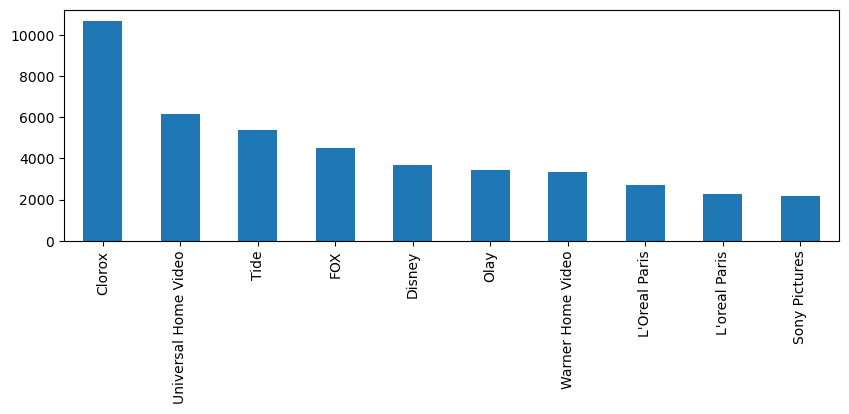 10000
8000
6000
4000
2000
0
Clorox
Universal Home Video
Tide
FOX
Disney
Olay
Warner Home Video
L'Oreal Paris
L'oreal Paris
Sony Pictures